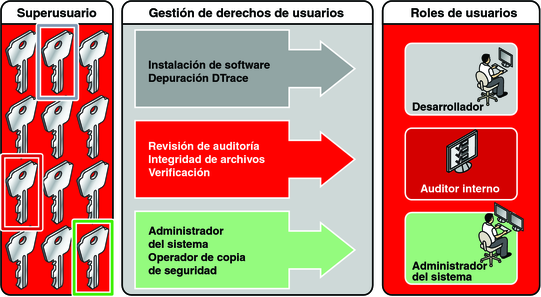 Superusuario
Gestión de derechos de usuarios
Roles de usuarios
Instalación de software
Depuración DTrace
Desarrollador
Revisión de auditoría
Integridad de archivos
Verificación
Auditor interno
Administrador
del sistema
Operador de copia
de seguridad
Administrador
del sistema